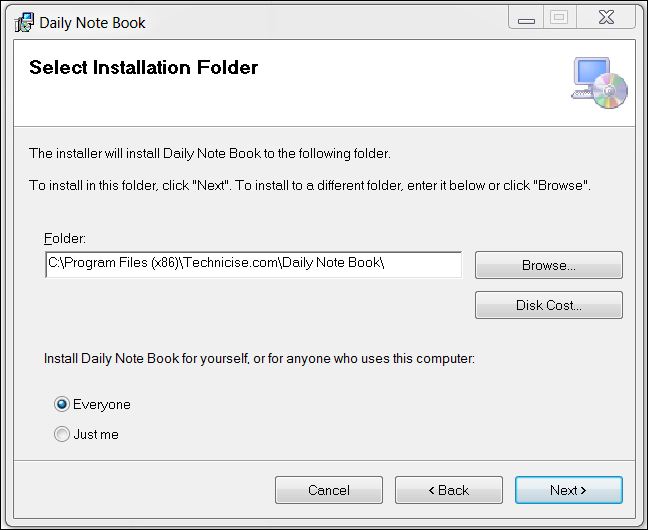 Daily Note Book
Select Installation Folder
The installer will install Daily Note Book to the following folder.
To install in this folder, click "Next". To install to a different folder, enter it below or click "Browse".
Folder:
C:\Program Files (x86)\Technicise.com\Daily Note Book\
Browse...
Disk Cost...
Install Daily Note Book for yourself, or for anyone who uses this computer:
Everyone
Just me
Cancel
< Back
Next >